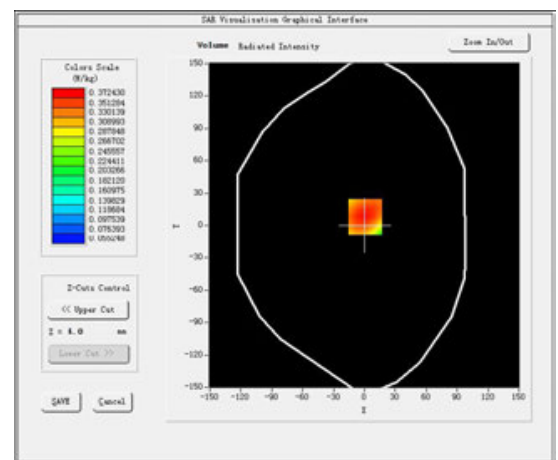 SAR Visualisation Graphical Interface
Volume Radiated Intensity
Zoom In/Out
Colors Scale
(W/kg)
0.372430
0.351284
0.330139
0.308993
0.287848
0.266702
0.245557
0.224411
0.203266
0.182120
0.160975
0.139829
0.118684
0.097539
0.076393
0.055248
150
90
60
30
0
-30
-60
-90
-120
-150
Y
-150 -120 -90 -60 -30 0 30 60 90 120 150
X
Z-Cuts Control
<< Upper Cut
Z = 4.0 mm
Lower Cut >>
SAVE Cancel